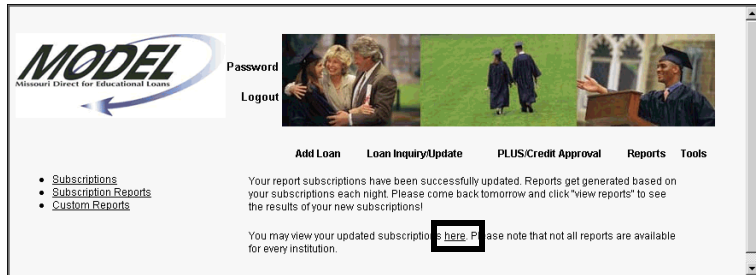 MODEL
Missouri Direct for Educational Loans
Password
Logout
Add Loan Loan Inquiry/Update PLUS/Credit Approval Reports Tools
Subscriptions
Subscription Reports
Custom Reports
Your report subscriptions have been successfully updated. Reports get generated based on
your subscriptions each night. Please come back tomorrow and click "view reports" to see
the results of your new subscriptions!
You may view your updated subscriptions here. Please note that not all reports are available
for every institution.